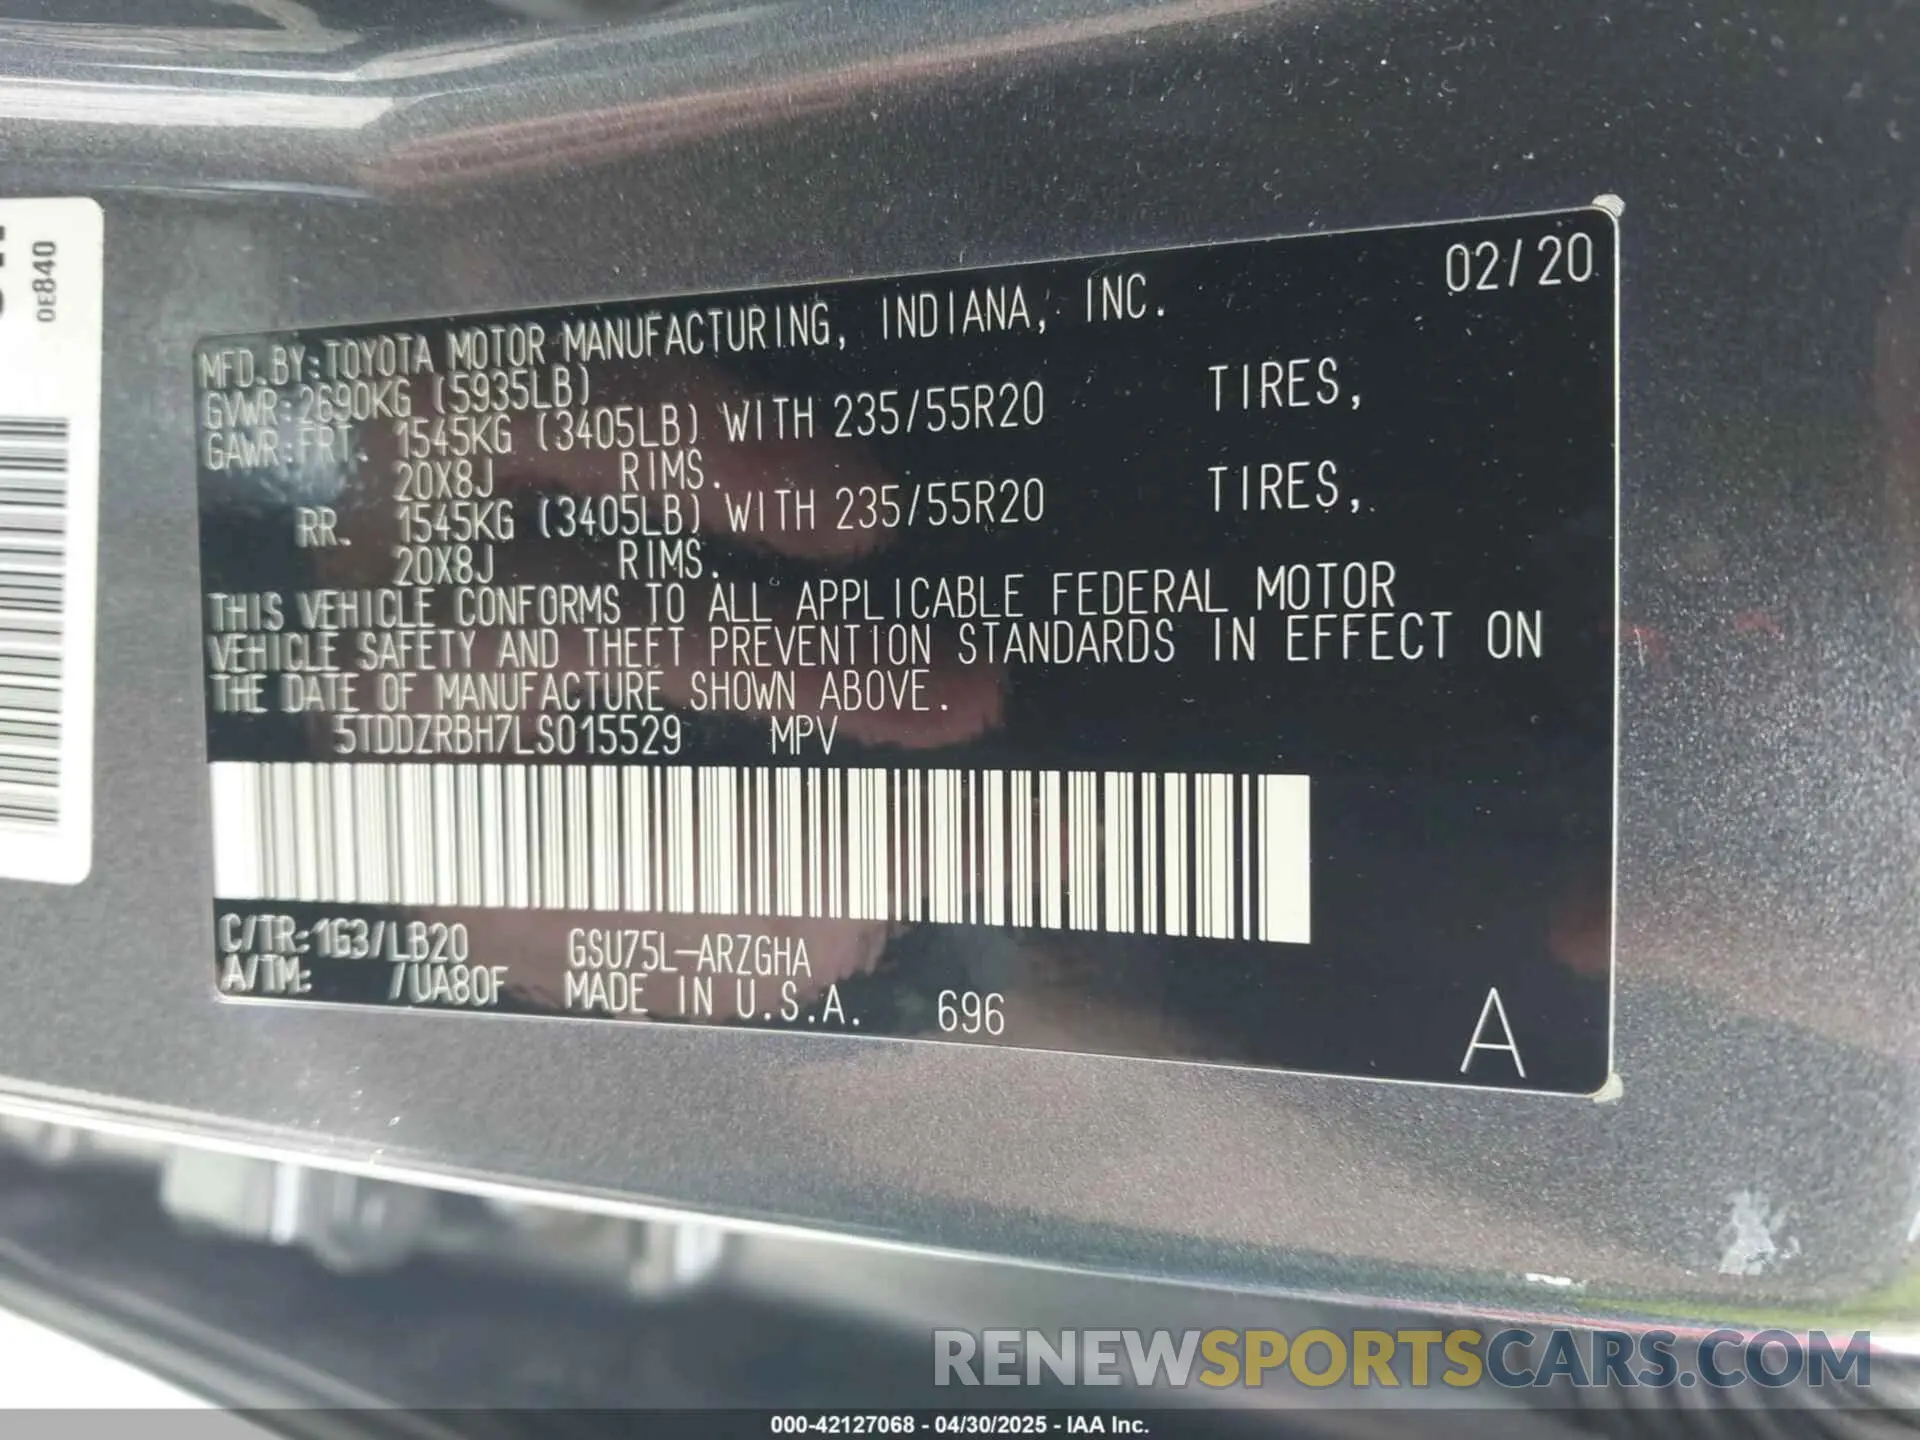 0E840
02/20
MFD.BY:TOYOTA MOTOR MANUFACTURING, INDIANA, INC.
GVWR:2690KG (5935LB)
GAWR:FRT. 1545KG (3405LB) WITH 235/55R20 TIRES,
20X8J RIMS.
RR. 1545KG (3405LB) WITH 235/55R20 TIRES,
20X8J RIMS.
THIS VEHICLE CONFORMS TO ALL APPLICABLE FEDERAL MOTOR
VEHICLE SAFETY AND THEFT PREVENTION STANDARDS IN EFFECT ON
THE DATE OF MANUFACTURE SHOWN ABOVE.
5TDDZRBH7LS015529 MPV
C/TR:1G3/LB20 GSU75L-ARZGHA
A/TM: /UA80F MADE IN U.S.A. 696
A
RENEWSPORTSCARS.COM
000-42127068 - 04/30/2025 - IAA Inc.